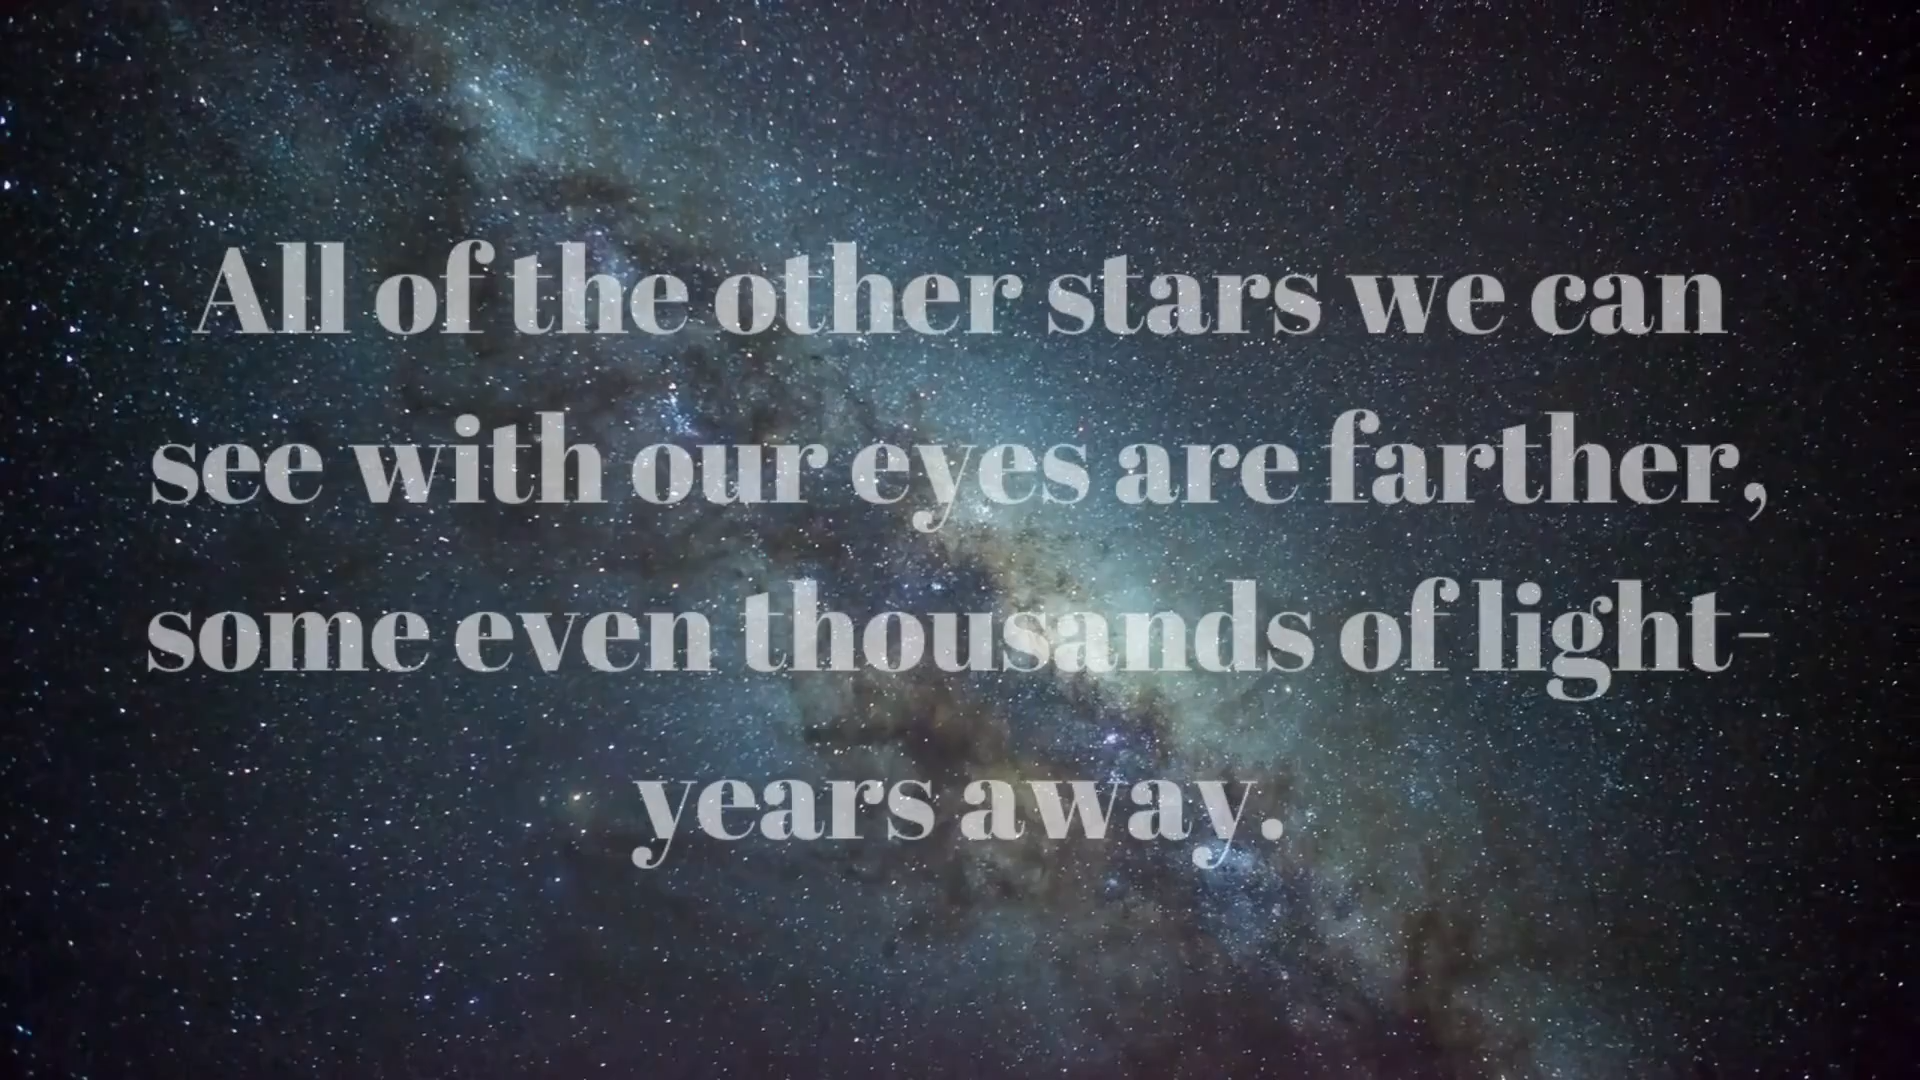 All of the other stars we can
see with our eyes are farther,
some even thousands of light-
years away.